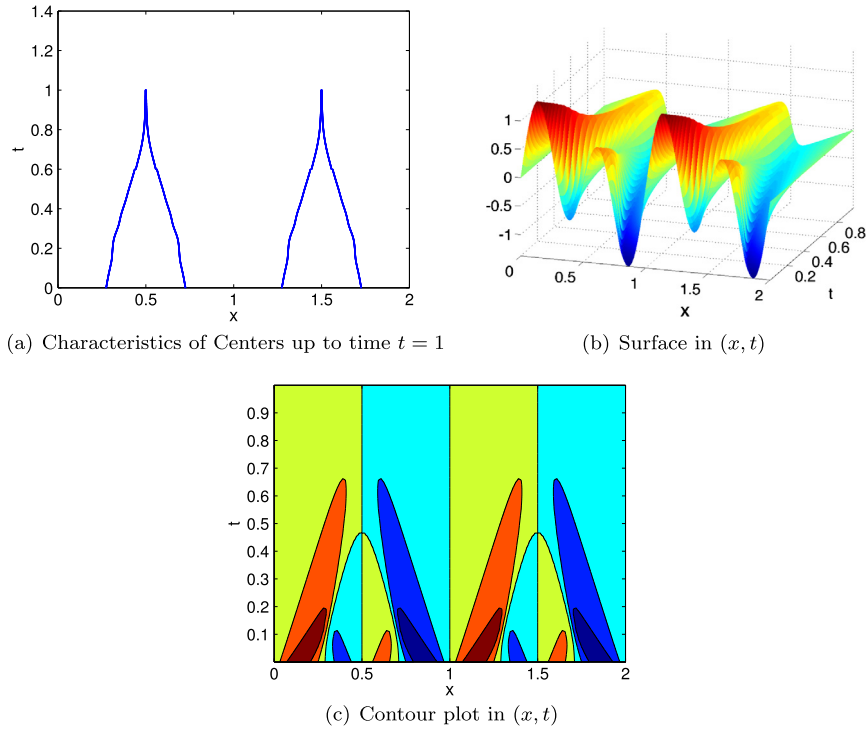 1.4
1.2
1
0.8
0.6
0.4
0.2
0
t
0 0.5 1 1.5 2
x
(a) Characteristics of Centers up to time t = 1
1
0.5
0
-0.5
-1
0 0.5 1 1.5 2
x
0.2 0.4 0.6 0.8
t
(b) Surface in (x, t)
0.9
0.8
0.7
0.6
0.5
0.4
0.3
0.2
0.1
t
0 0.5 1 1.5 2
x
(c) Contour plot in (x, t)